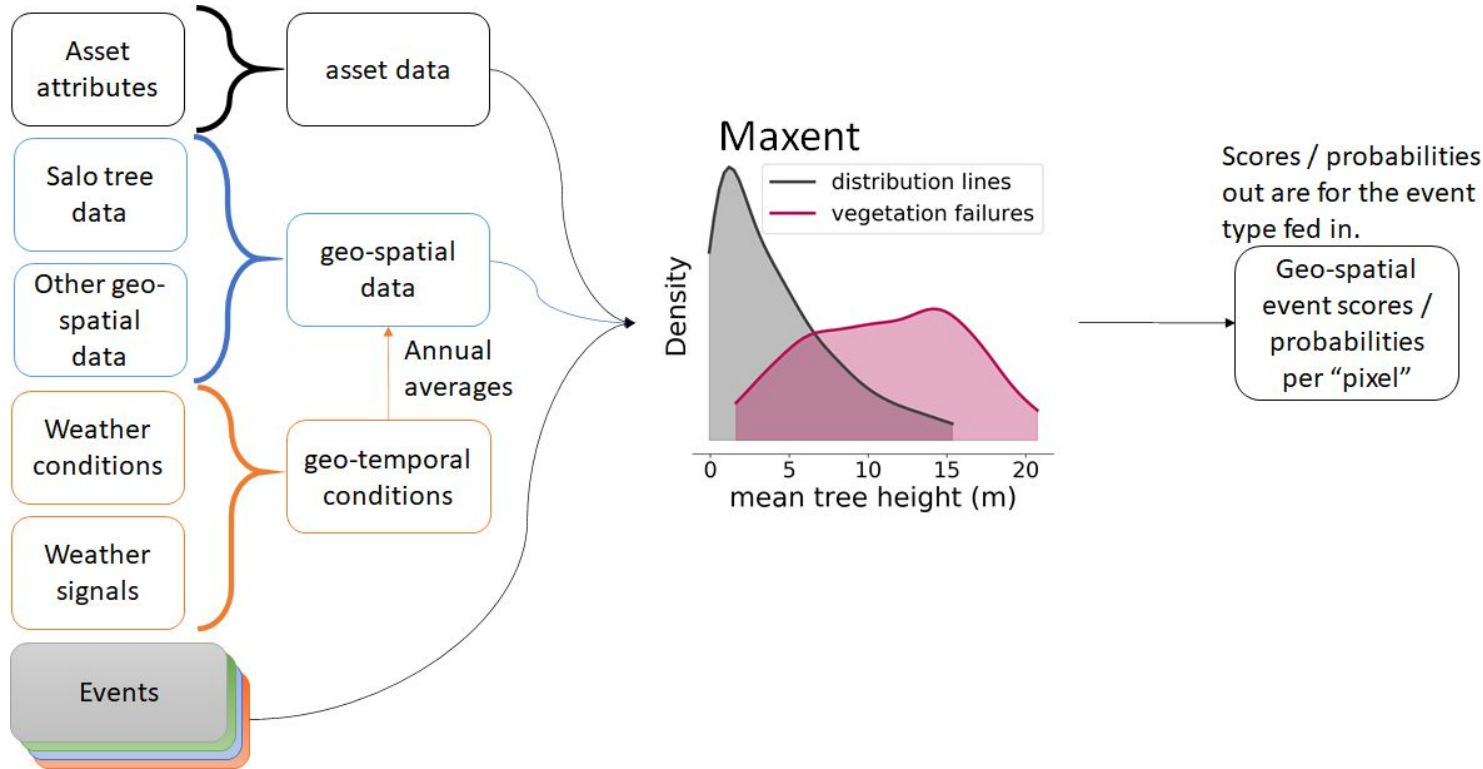 Asset
attributes
asset data
Salo tree
data
Other geo-
spatial
data
geo-spatial
data
Annual
averages
Weather
conditions
Weather
signals
geo-temporal
conditions
Events
Maxent
distribution lines
vegetation failures
Density
0 5 10 15 20
mean tree height (m)
Scores / probabilities
out are for the event
type fed in.
Geo-spatial
event scores /
probabilities
per “pixel”